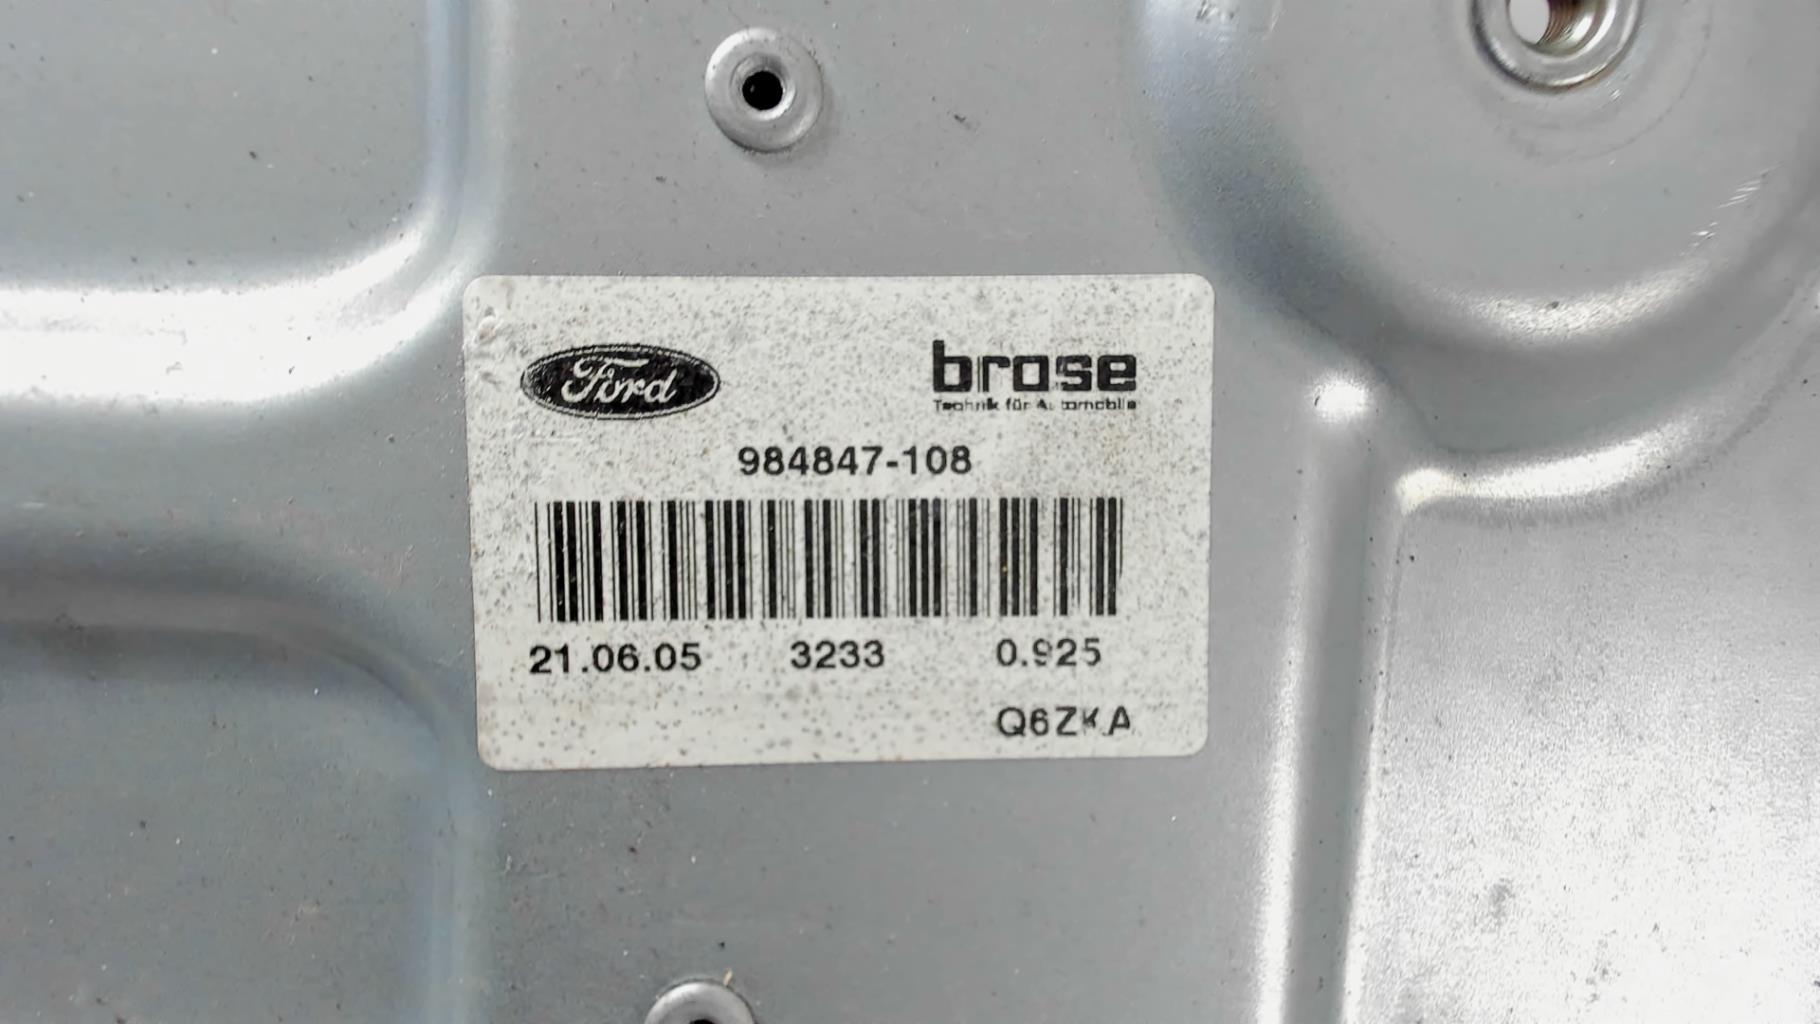 Ford brose
Technik für Automobile
984847-108
21.06.05 3233 0.925
Q6ZKA